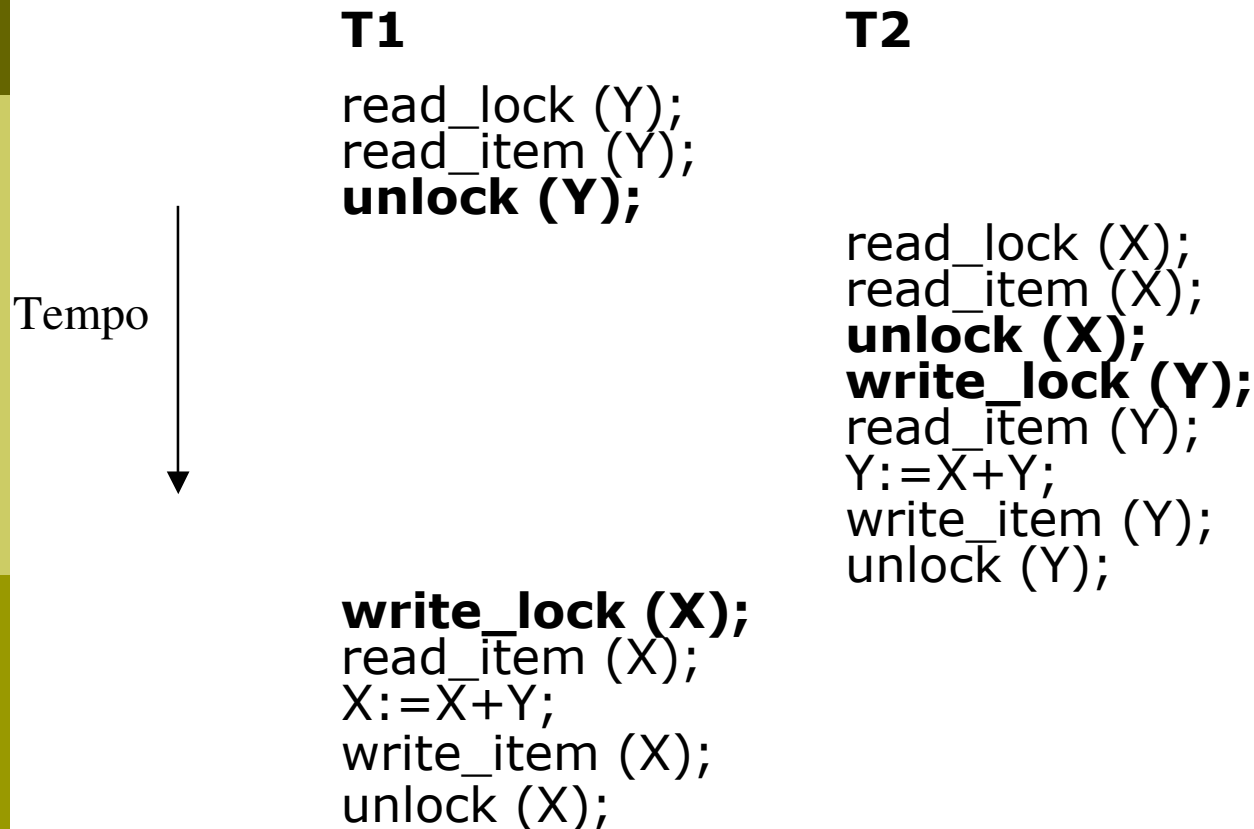 T1
T2
read_lock (Y);
read_item (Y);
unlock (Y);
read_lock (X);
read_item (X);
unlock (X);
write_lock (Y);
read_item (Y);
Y:=X+Y;
write_item (Y);
unlock (Y);
Tempo
write_lock (X);
read_item (X);
X:=X+Y;
write_item (X);
unlock (X);